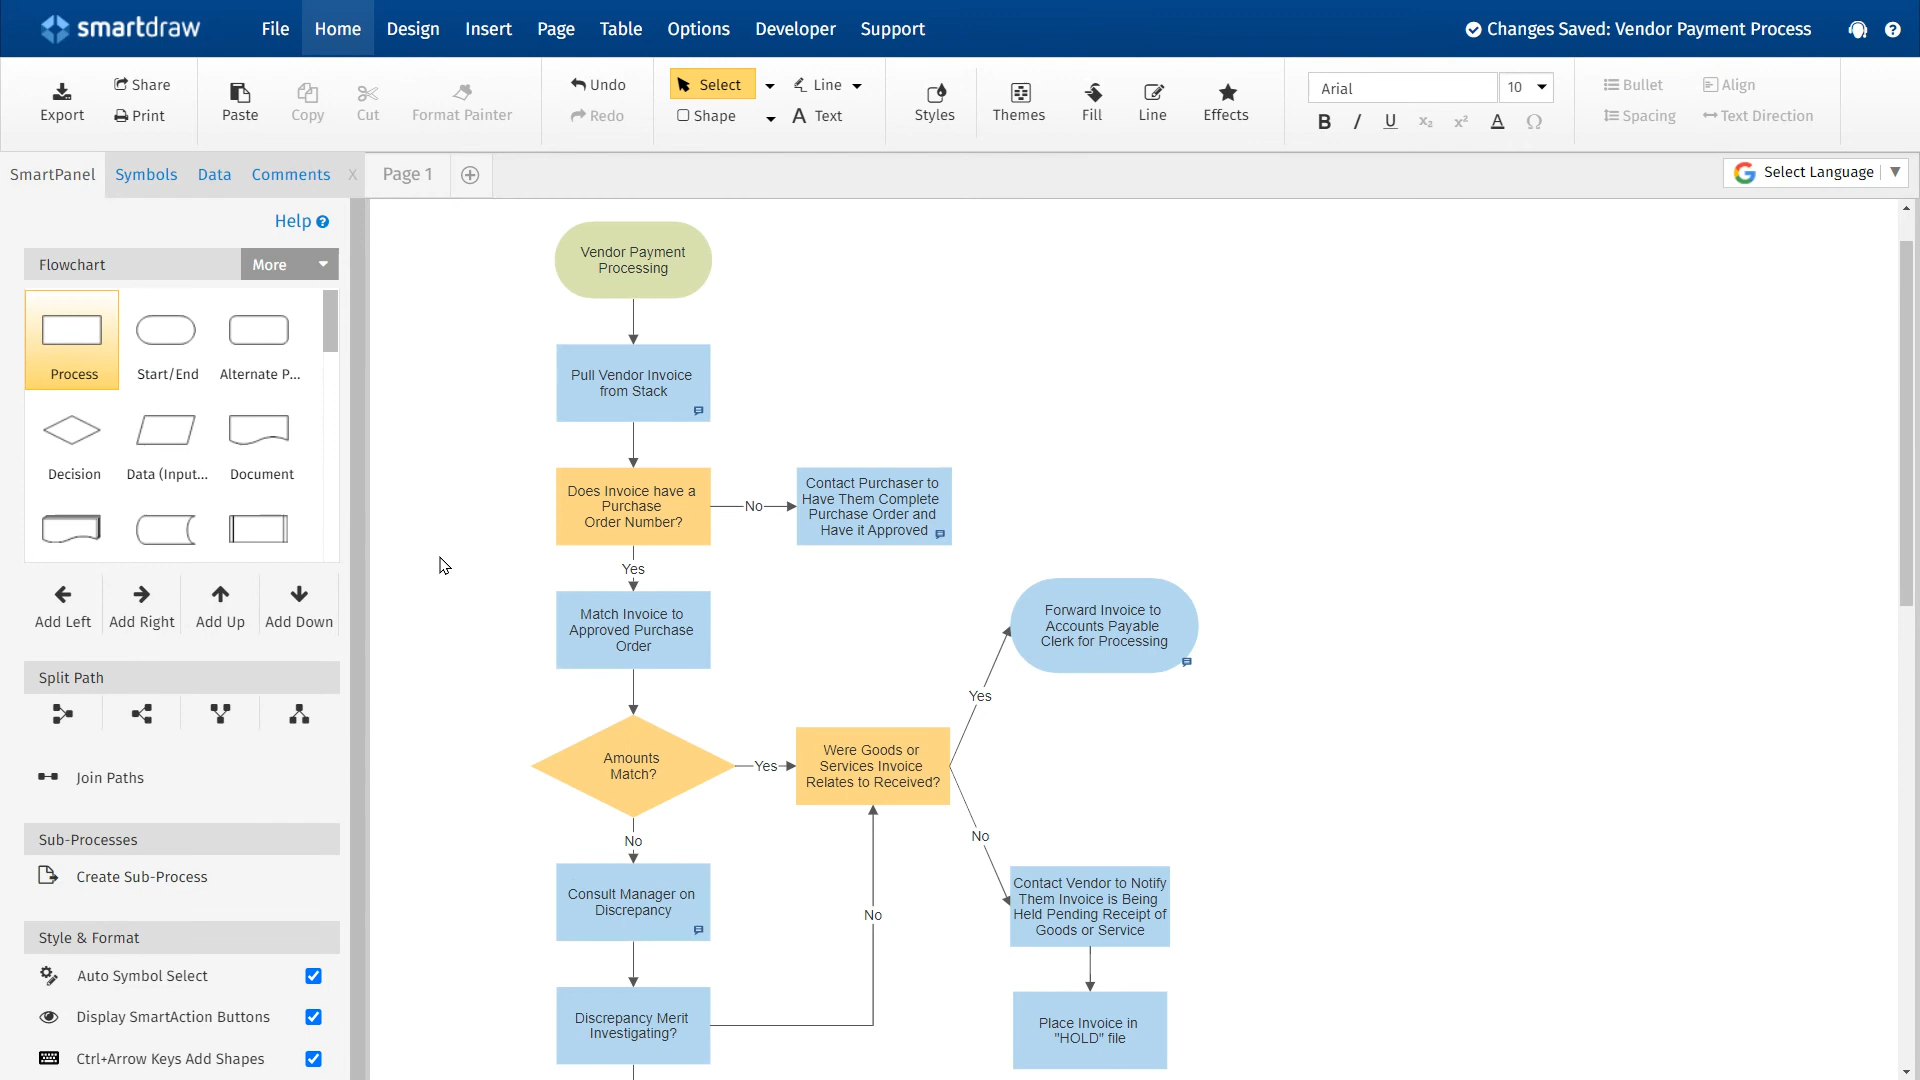 smartdraw
File Home Design Insert Page Table Options Developer Support
Changes Saved: Vendor Payment Process
Export
Share
Print
Paste
Copy
Cut
Format Painter
Undo
Redo
Select
Line
Shape
Text
Styles
Themes
Fill
Line
Effects
Arial
10
B I U x₂ x² A Ω
Bullet
Align
Spacing
Text Direction
SmartPanel Symbols Data Comments X
Page 1
Select Language
Help
Flowchart
More
Process Start/End Alternate P...
Decision Data (Input... Document
Add Left Add Right Add Up Add Down
Split Path
Join Paths
Sub-Processes
Create Sub-Process
Style & Format
Auto Symbol Select
Display SmartAction Buttons
Ctrl+Arrow Keys Add Shapes
Vendor Payment
Processing
Pull Vendor Invoice
from Stack
Does Invoice have a
Purchase
Order Number?
No
Contact Purchaser to
Have Them Complete
Purchase Order and
Have it Approved
Yes
Match Invoice to
Approved Purchase
Order
Forward Invoice to
Accounts Payable
Clerk for Processing
Yes
Amounts
Match?
Yes
Were Goods or
Services Invoice
Relates to Received?
No
No
Consult Manager on
Discrepancy
No
Contact Vendor to Notify
Them Invoice is Being
Held Pending Receipt of
Goods or Service
Discrepancy Merit
Investigating?
Place Invoice in
"HOLD" file